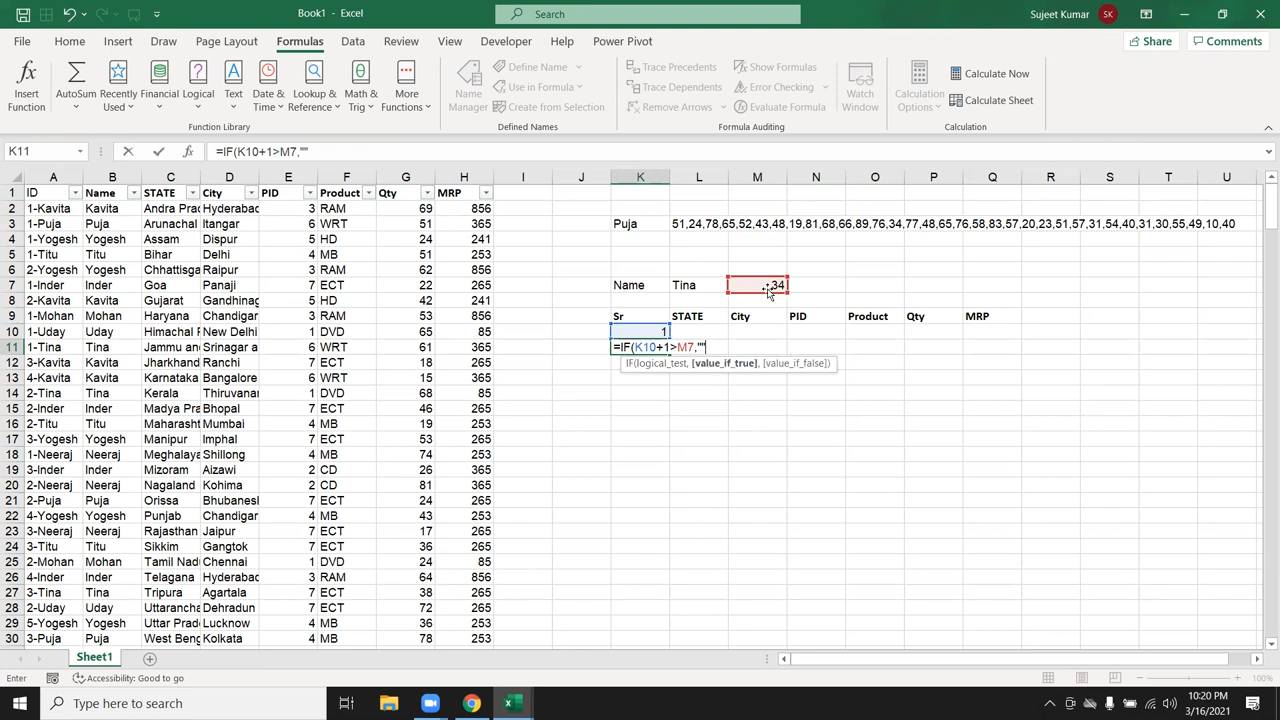 Book1 - Excel
Search
Sujeet Kumar
SK
File Home Insert Draw Page Layout Formulas Data Review View Developer Help Power Pivot
Share
Comments
Insert Function
AutoSum
Recently Used
Financial
Logical
Text
Date & Time
Lookup & Reference
Math & Trig
More Functions
Function Library
Name Manager
Define Name
Use in Formula
Create from Selection
Defined Names
Trace Precedents
Trace Dependents
Remove Arrows
Show Formulas
Error Checking
Evaluate Formula
Formula Auditing
Watch Window
Calculation Options
Calculate Now
Calculate Sheet
Calculation
K11 fx =IF(K10+1>M7,""
A B C D E F G H I J K L M N O P Q R S T U
1 ID Name STATE City PID Product Qty MRP
2 1-Kavita Kavita Andra Prac Hyderabac 3 RAM 69 856
3 1-Puja Puja Arunachal Itangar 6 WRT 51 365 Puja 51,24,78,65,52,43,48,19,81,68,66,89,76,34,77,48,65,76,58,83,57,20,23,51,57,31,54,40,31,30,55,49,10,40
4 1-Yogesh Yogesh Assam Dispur 5 HD 24 241
5 1-Titu Titu Bihar Delhi 4 MB 51 253
6 2-Yogesh Yogesh Chhattisga Raipur 3 RAM 62 856
7 1-Inder Inder Goa Panaji 7 ECT 22 265 Name Tina 34
8 2-Kavita Kavita Gujarat Gandhinag 5 HD 42 241
9 1-Mohan Mohan Haryana Chandigar 3 RAM 53 856 Sr STATE City PID Product Qty MRP
10 1-Uday Uday Himachal P New Delhi 1 DVD 65 85 1
11 1-Tina Tina Jammu an Srinagar a 6 WRT 61 365 =IF(K10+1>M7,""
12 3-Kavita Kavita Jharkhand Ranchi 7 ECT 18 265 IF(logical_test, [value_if_true], [value_if_false])
13 4-Kavita Kavita Karnataka Bangalore 6 WRT 15 365
14 2-Tina Tina Kerala Thiruvanar 1 DVD 68 85
15 2-Inder Inder Madya Pra Bhopal 7 ECT 46 265
16 2-Titu Titu Maharasht Mumbai 4 MB 19 253
17 3-Yogesh Yogesh Manipur Imphal 7 ECT 53 265
18 1-Neeraj Neeraj Meghalaya Shillong 4 MB 74 253
19 3-Inder Inder Mizoram Aizawi 2 CD 26 365
20 2-Neeraj Neeraj Nagaland Kohima 2 CD 81 365
21 2-Puja Puja Orissa Bhubanesh 7 ECT 24 265
22 4-Yogesh Yogesh Punjab Chandigar 4 MB 43 253
23 3-Neeraj Neeraj Rajasthan Jaipur 7 ECT 17 265
24 3-Titu Titu Sikkim Gangtok 7 ECT 36 265
25 2-Mohan Mohan Tamil Nadu Chennai 1 DVD 24 85
26 4-Inder Inder Telagana Hyderabac 3 RAM 64 856
27 3-Tina Tina Tripura Agartala 7 ECT 38 265
28 2-Uday Uday Uttarancha Dehradun 7 ECT 72 265
29 5-Yogesh Yogesh Uttar Prad Lucknow 4 MB 36 253
30 3-Puja Puja West Beng Kolkata 4 MB 78 253
Sheet1
Enter Accessibility: Good to go 100%
Type here to search
10:20 PM
3/16/2021